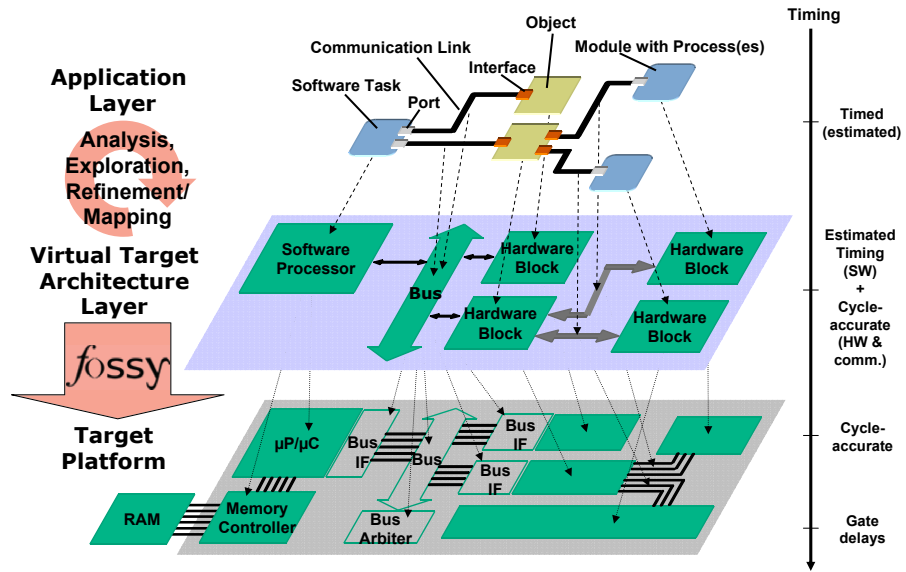 Timing
Object
Communication Link
Module with Process(es)
Interface
Application
Layer
Software Task
Port
Timed
(estimated)
Analysis,
Exploration,
Refinement/
Mapping
Virtual Target
Architecture
Layer
Software
Processor
Bus
Hardware
Block
Hardware
Block
Hardware
Block
Hardware
Block
Estimated
Timing
(SW)
+
Cycle-
accurate
(HW &
comm.)
fossy
Target
Platform
µP/µC
Bus
IF
Bus
Bus
IF
Bus
IF
Cycle-
accurate
RAM
Memory
Controller
Bus
Arbiter
Gate
delays